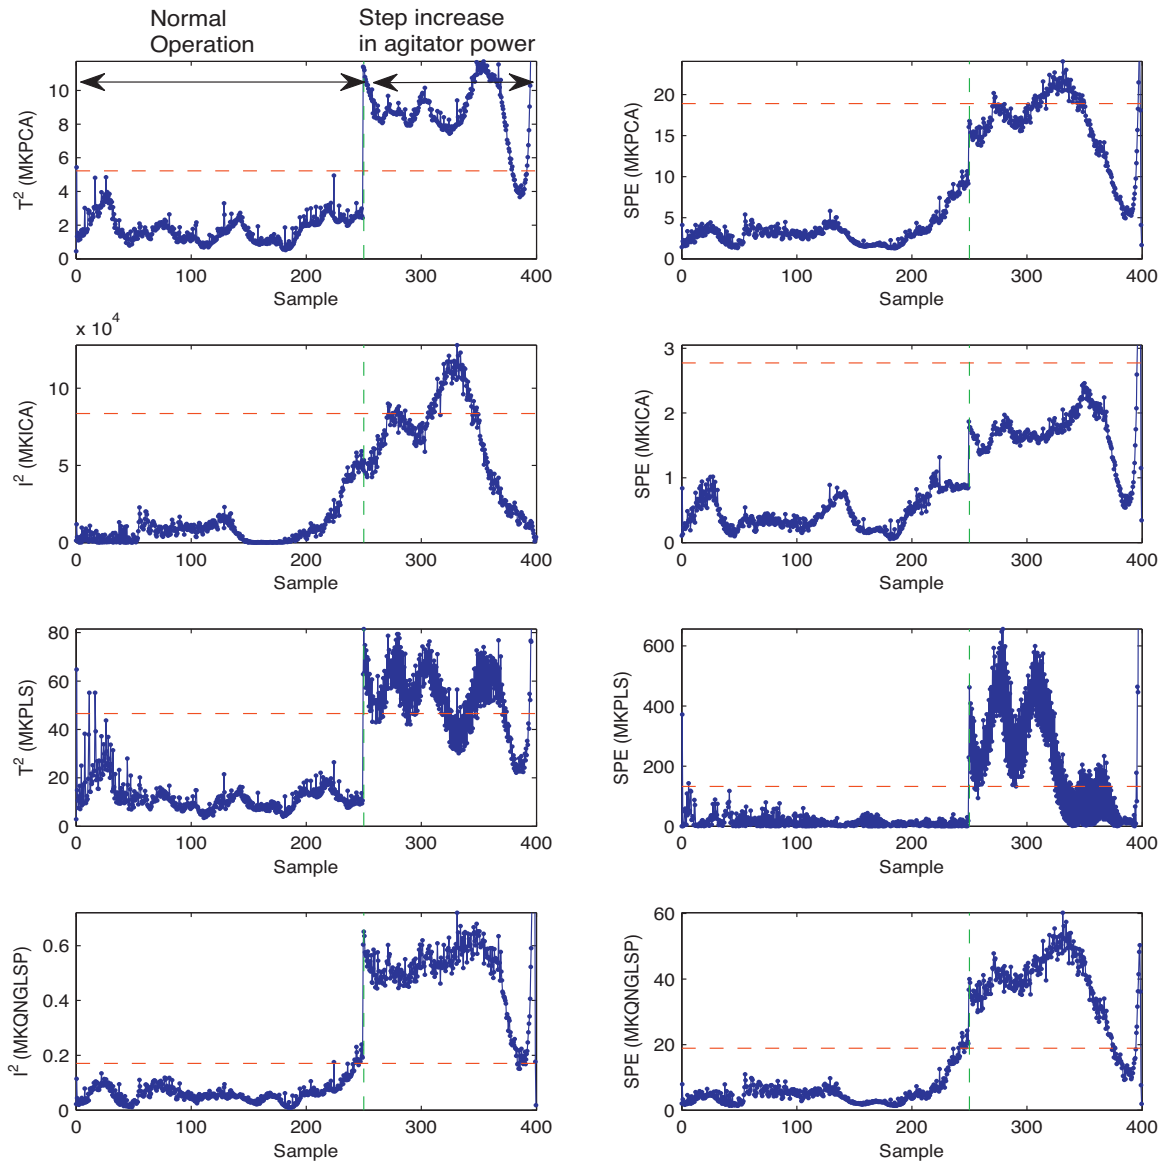 Normal
Operation
Step increase
in agitator power
T² (MKPCA)
10
8
6
4
2
0
0 100 200 300 400
Sample
SPE (MKPCA)
20
15
10
5
0
0 100 200 300 400
Sample
x 10⁴
I² (MKICA)
10
5
0
0 100 200 300 400
Sample
SPE (MKICA)
3
2
1
0
0 100 200 300 400
Sample
T² (MKPLS)
80
60
40
20
0
0 100 200 300 400
Sample
SPE (MKPLS)
600
400
200
0
0 100 200 300 400
Sample
I² (MKQNGLSP)
0.6
0.4
0.2
0
0 100 200 300 400
Sample
SPE (MKQNGLSP)
60
40
20
0
0 100 200 300 400
Sample